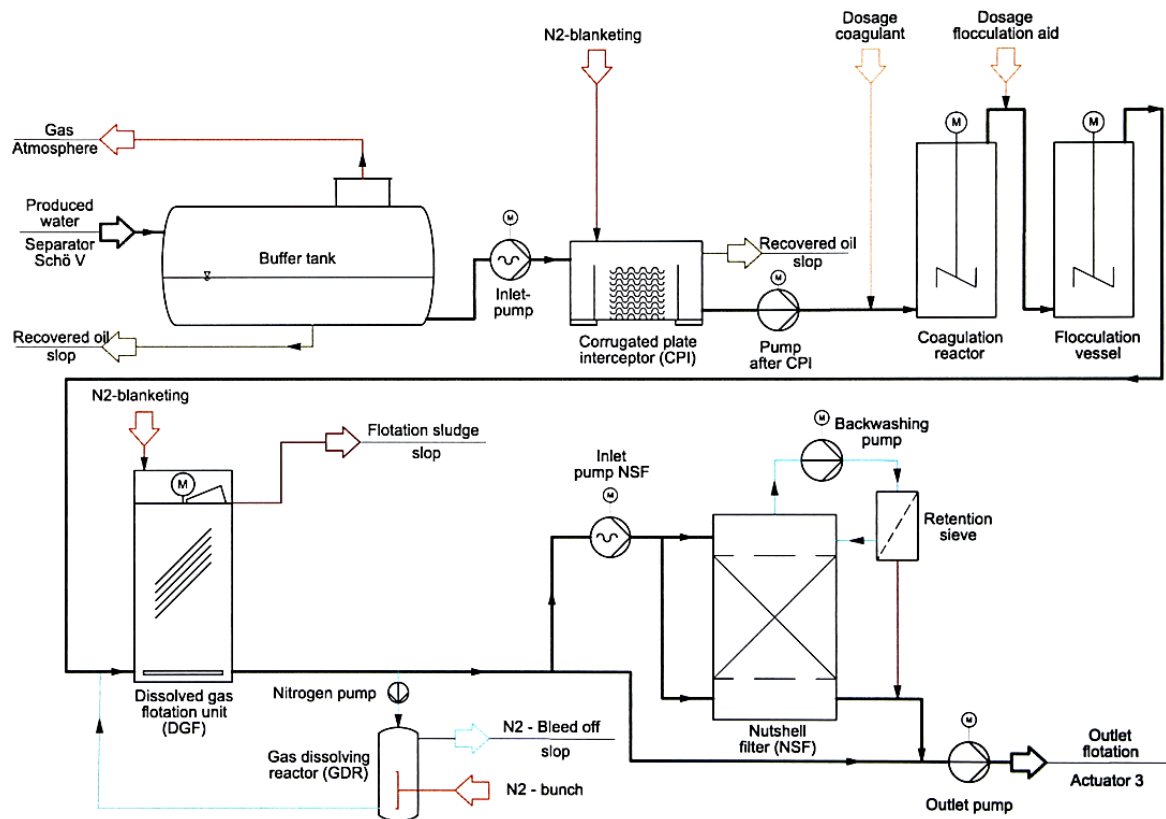 Dosage
coagulant
Dosage
flocculation aid
N2-blanketing
M
M
Gas
Atmosphere
Produced
water
Separator
Schö V
Buffer tank
M
Inlet-
pump
Recovered oil
slop
M
Recovered oil
slop
Corrugated plate
interceptor (CPI)
Pump
after CPI
Coagulation
reactor
Flocculation
vessel
N2-blanketing
Flotation sludge
slop
M
Inlet
pump NSF
M
M
Backwashing
pump
Retention
sieve
Dissolved gas
flotation unit
(DGF)
Nitrogen pump
Gas dissolving
reactor (GDR)
N2 - Bleed off
slop
N2 - bunch
Nutshell
filter (NSF)
M
Outlet pump
Outlet
flotation
Actuator 3